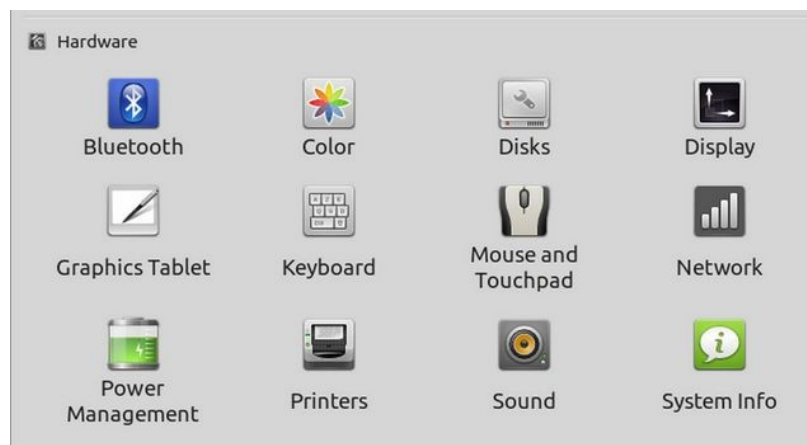 Hardware
Bluetooth
Color
Disks
Display
Graphics Tablet
Keyboard
Mouse and
Touchpad
Network
Power
Management
Printers
Sound
System Info